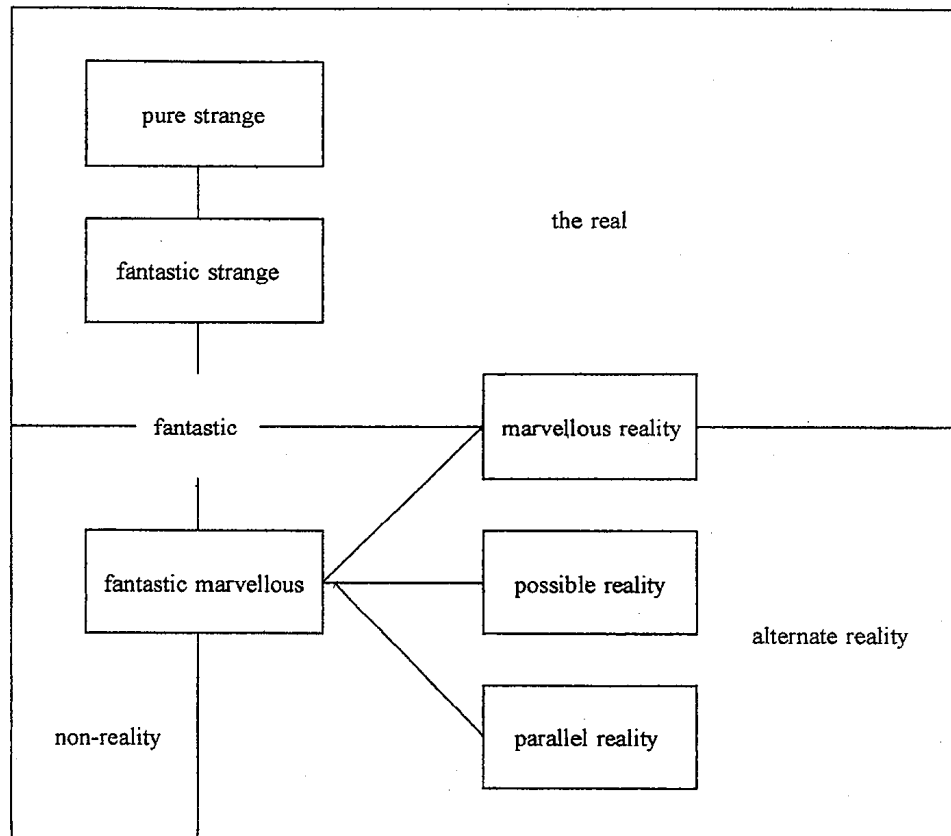 pure strange
fantastic strange
the real
fantastic
marvellous reality
fantastic marvellous
possible reality
alternate reality
parallel reality
non-reality